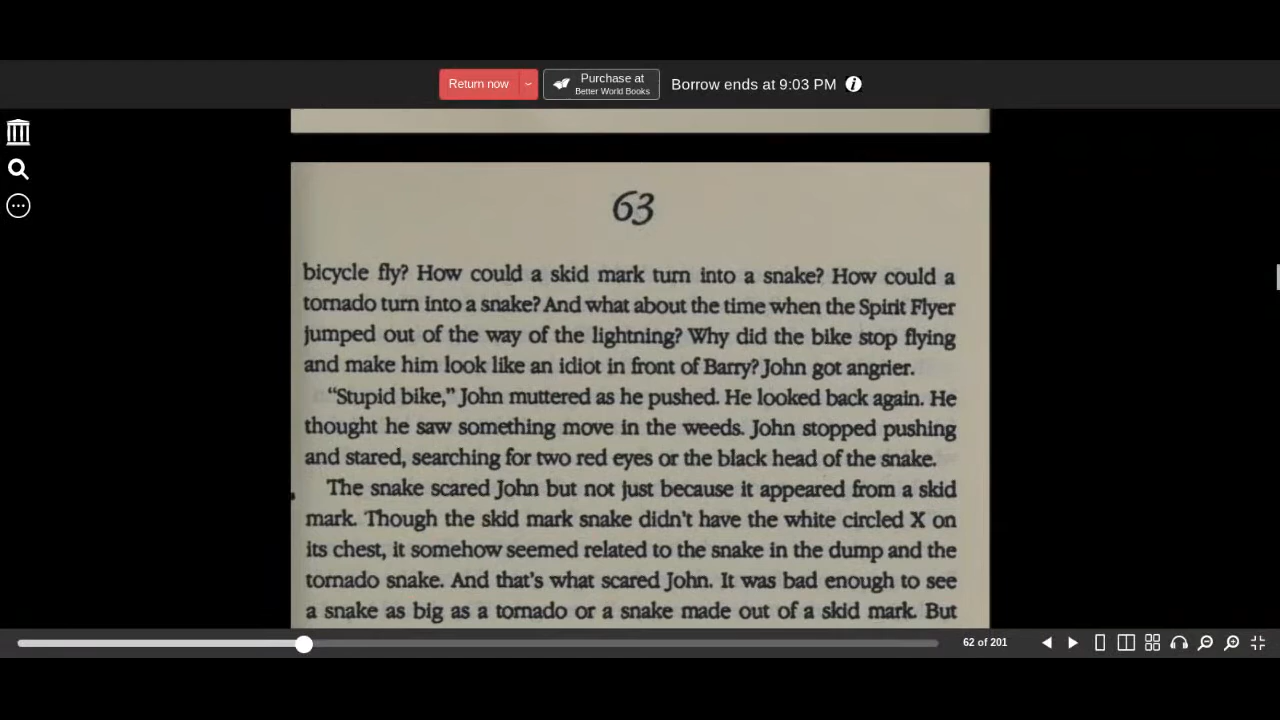 Return now
Purchase at
Better World Books
Borrow ends at 9:03 PM
63
bicycle fly? How could a skid mark turn into a snake? How could a
tornado turn into a snake? And what about the time when the Spirit Flyer
jumped out of the way of the lightning? Why did the bike stop flying
and make him look like an idiot in front of Barry? John got angrier.
“Stupid bike,” John muttered as he pushed. He looked back again. He
thought he saw something move in the weeds. John stopped pushing
and stared, searching for two red eyes or the black head of the snake.
The snake scared John but not just because it appeared from a skid
mark. Though the skid mark snake didn't have the white circled X on
its chest, it somehow seemed related to the snake in the dump and the
tornado snake. And that's what scared John. It was bad enough to see
a snake as big as a tornado or a snake made out of a skid mark. But
62 of 201